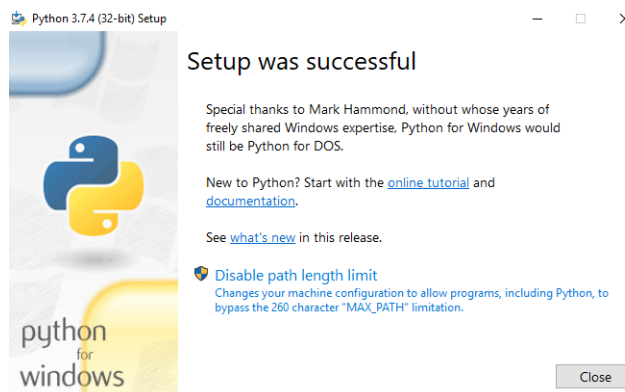 Python 3.7.4 (32-bit) Setup
Setup was successful
Special thanks to Mark Hammond, without whose years of
freely shared Windows expertise, Python for Windows would
still be Python for DOS.
New to Python? Start with the online tutorial and
documentation.
See what's new in this release.
Disable path length limit
Changes your machine configuration to allow programs, including Python, to
bypass the 260 character "MAX_PATH" limitation.
python
for
windows
Close